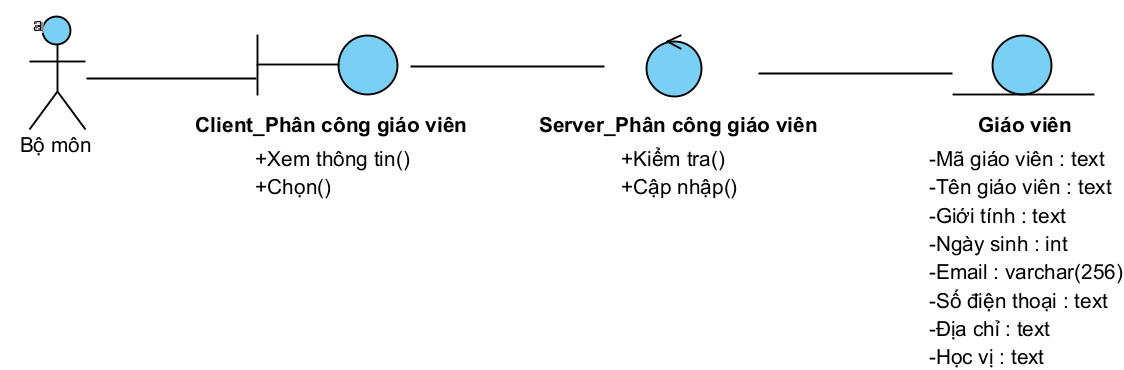 a
Bộ môn
Client_Phân công giáo viên
+Xem thông tin()
+Chọn()
Server_Phân công giáo viên
+Kiểm tra()
+Cập nhập()
Giáo viên
-Mã giáo viên : text
-Tên giáo viên : text
-Giới tính : text
-Ngày sinh : int
-Email : varchar(256)
-Số điện thoại : text
-Địa chỉ : text
-Học vị : text